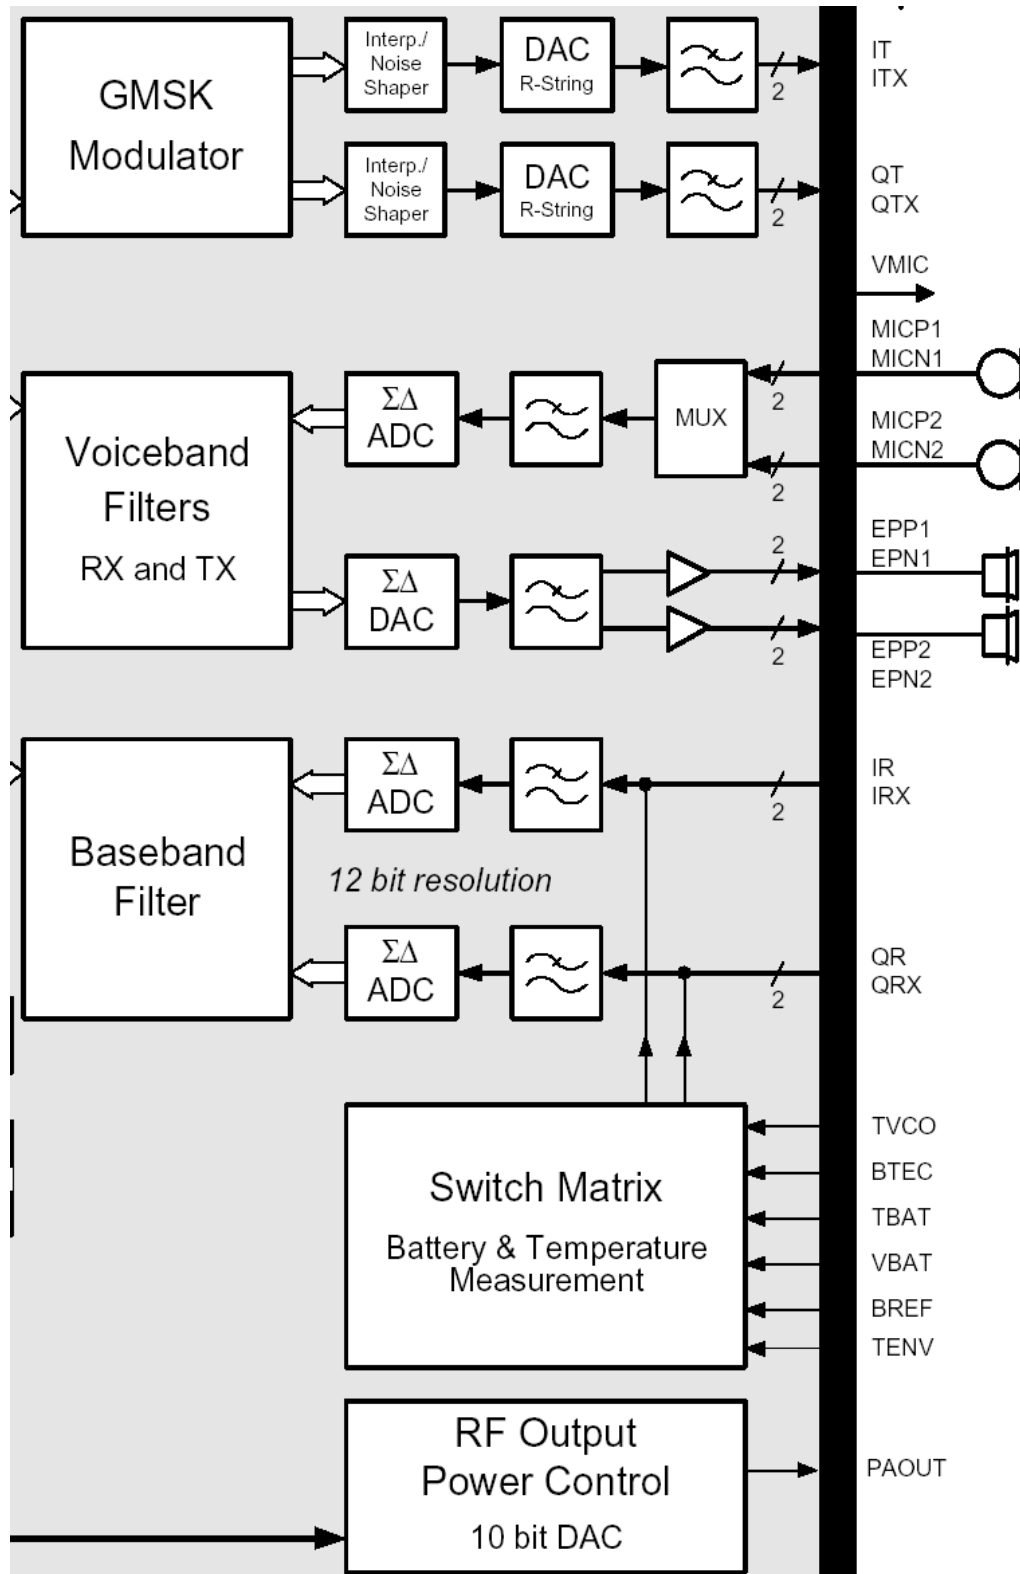 GMSK
Modulator
Interp./
Noise
Shaper
DAC
R-String
2
IT
ITX
Interp./
Noise
Shaper
DAC
R-String
2
QT
QTX
VMIC
Voiceband
Filters
RX and TX
ΣΔ
ADC
MUX
2
MICP1
MICN1
2
MICP2
MICN2
ΣΔ
DAC
2
EPP1
EPN1
2
EPP2
EPN2
Baseband
Filter
ΣΔ
ADC
2
IR
IRX
12 bit resolution
ΣΔ
ADC
2
QR
QRX
Switch Matrix
Battery & Temperature
Measurement
TVCO
BTEC
TBAT
VBAT
BREF
TENV
RF Output
Power Control
10 bit DAC
PAOUT